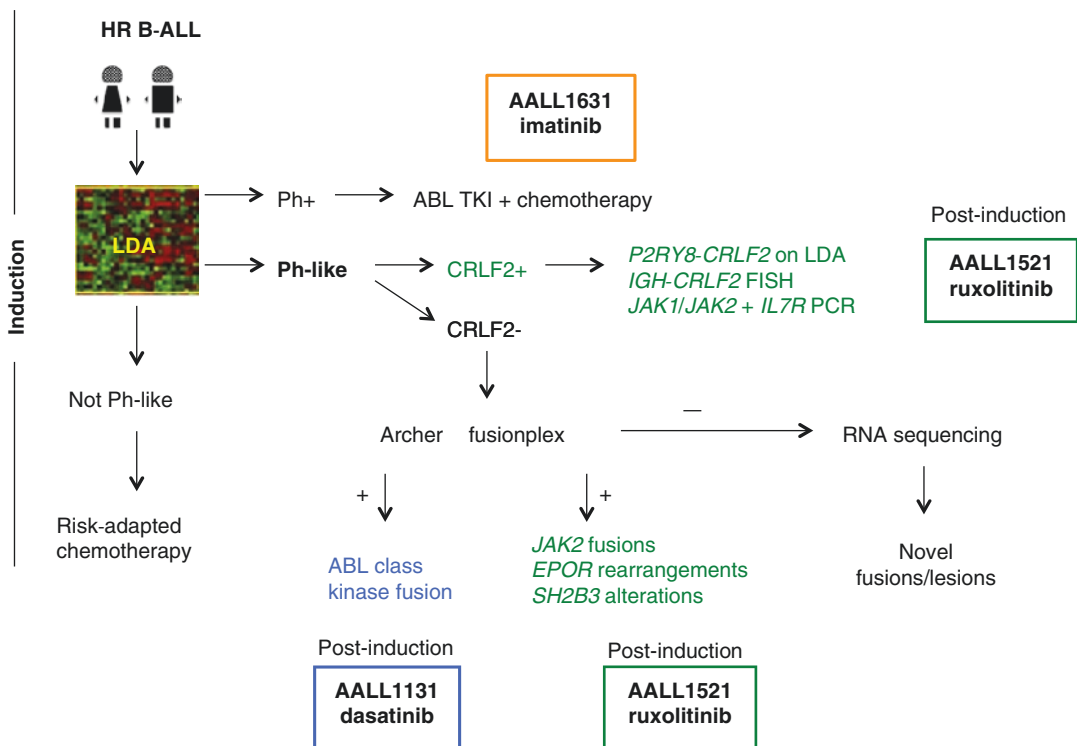 HR B-ALL
Induction
AALL1631
imatinib
LDA
Ph+
ABL TKI + chemotherapy
Ph-like
CRLF2+
P2RY8-CRLF2 on LDA
IGH-CRLF2 FISH
JAK1/JAK2 + IL7R PCR
Post-induction
AALL1521
ruxolitinib
CRLF2-
Not Ph-like
Archer fusionplex
—
RNA sequencing
+
+
Risk-adapted
chemotherapy
ABL class
kinase fusion
JAK2 fusions
EPOR rearrangements
SH2B3 alterations
Novel
fusions/lesions
Post-induction
AALL1131
dasatinib
Post-induction
AALL1521
ruxolitinib